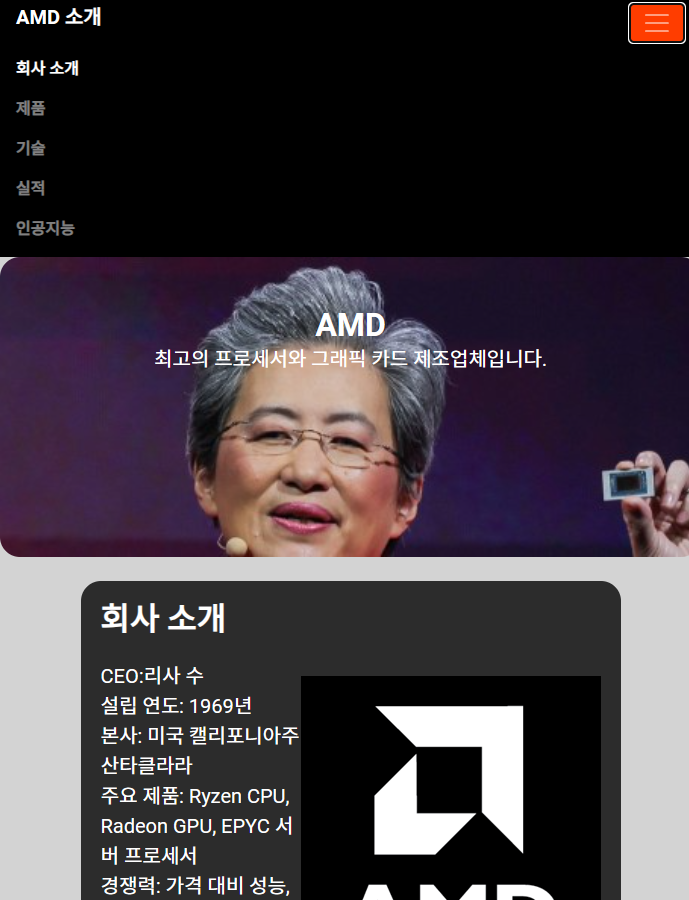 AMD 소개
회사 소개
제품
기술
실적
인공지능
AMD
최고의 프로세서와 그래픽 카드 제조업체입니다.
회사 소개
CEO:리사 수
설립 연도: 1969년
본사: 미국 캘리포니아주
산타클라라
주요 제품: Ryzen CPU,
Radeon GPU, EPYC 서
버 프로세서
경쟁력: 가격 대비 성능,
AMD